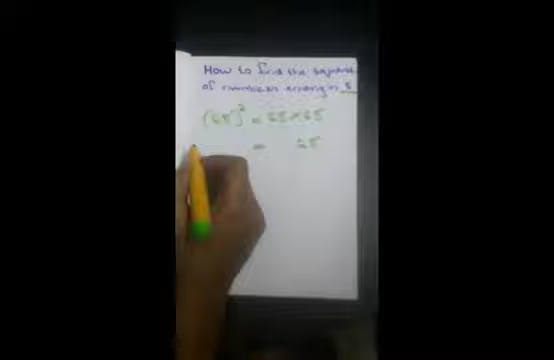 How to find the square
of numbers ending in 5
(65)² = 65×65
= 25